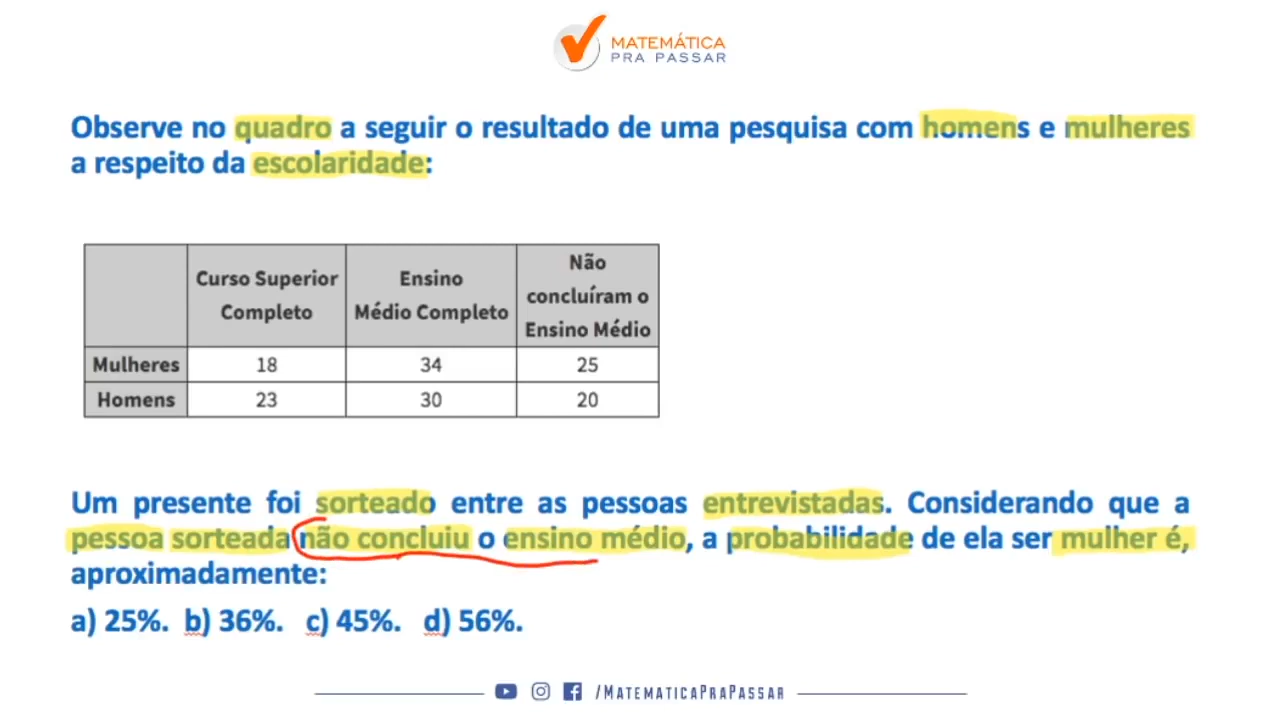 MATEMÁTICA
PRA PASSAR
Observe no quadro a seguir o resultado de uma pesquisa com homens e mulheres
a respeito da escolaridade:
Curso Superior Completo Ensino Médio Completo Não concluíram o Ensino Médio
Mulheres 18 34 25
Homens 23 30 20
Um presente foi sorteado entre as pessoas entrevistadas. Considerando que a
pessoa sorteada não concluiu o ensino médio, a probabilidade de ela ser mulher é,
aproximadamente:
a) 25%. b) 36%. c) 45%. d) 56%.
/MATEMATICAPRAPASSAR